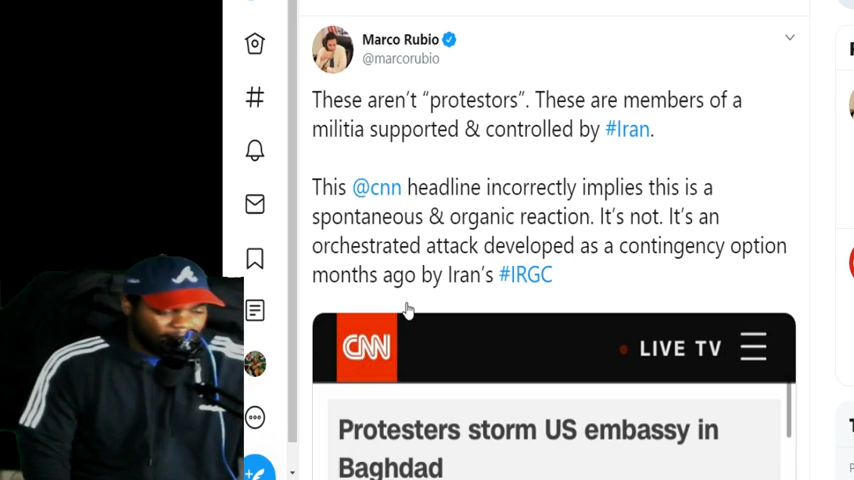 Marco Rubio
@marcorubio
These aren't “protestors”. These are members of a
militia supported & controlled by #Iran.
This @cnn headline incorrectly implies this is a
spontaneous & organic reaction. It's not. It's an
orchestrated attack developed as a contingency option
months ago by Iran's #IRGC
CNN
LIVE TV
Protesters storm US embassy in
Baghdad